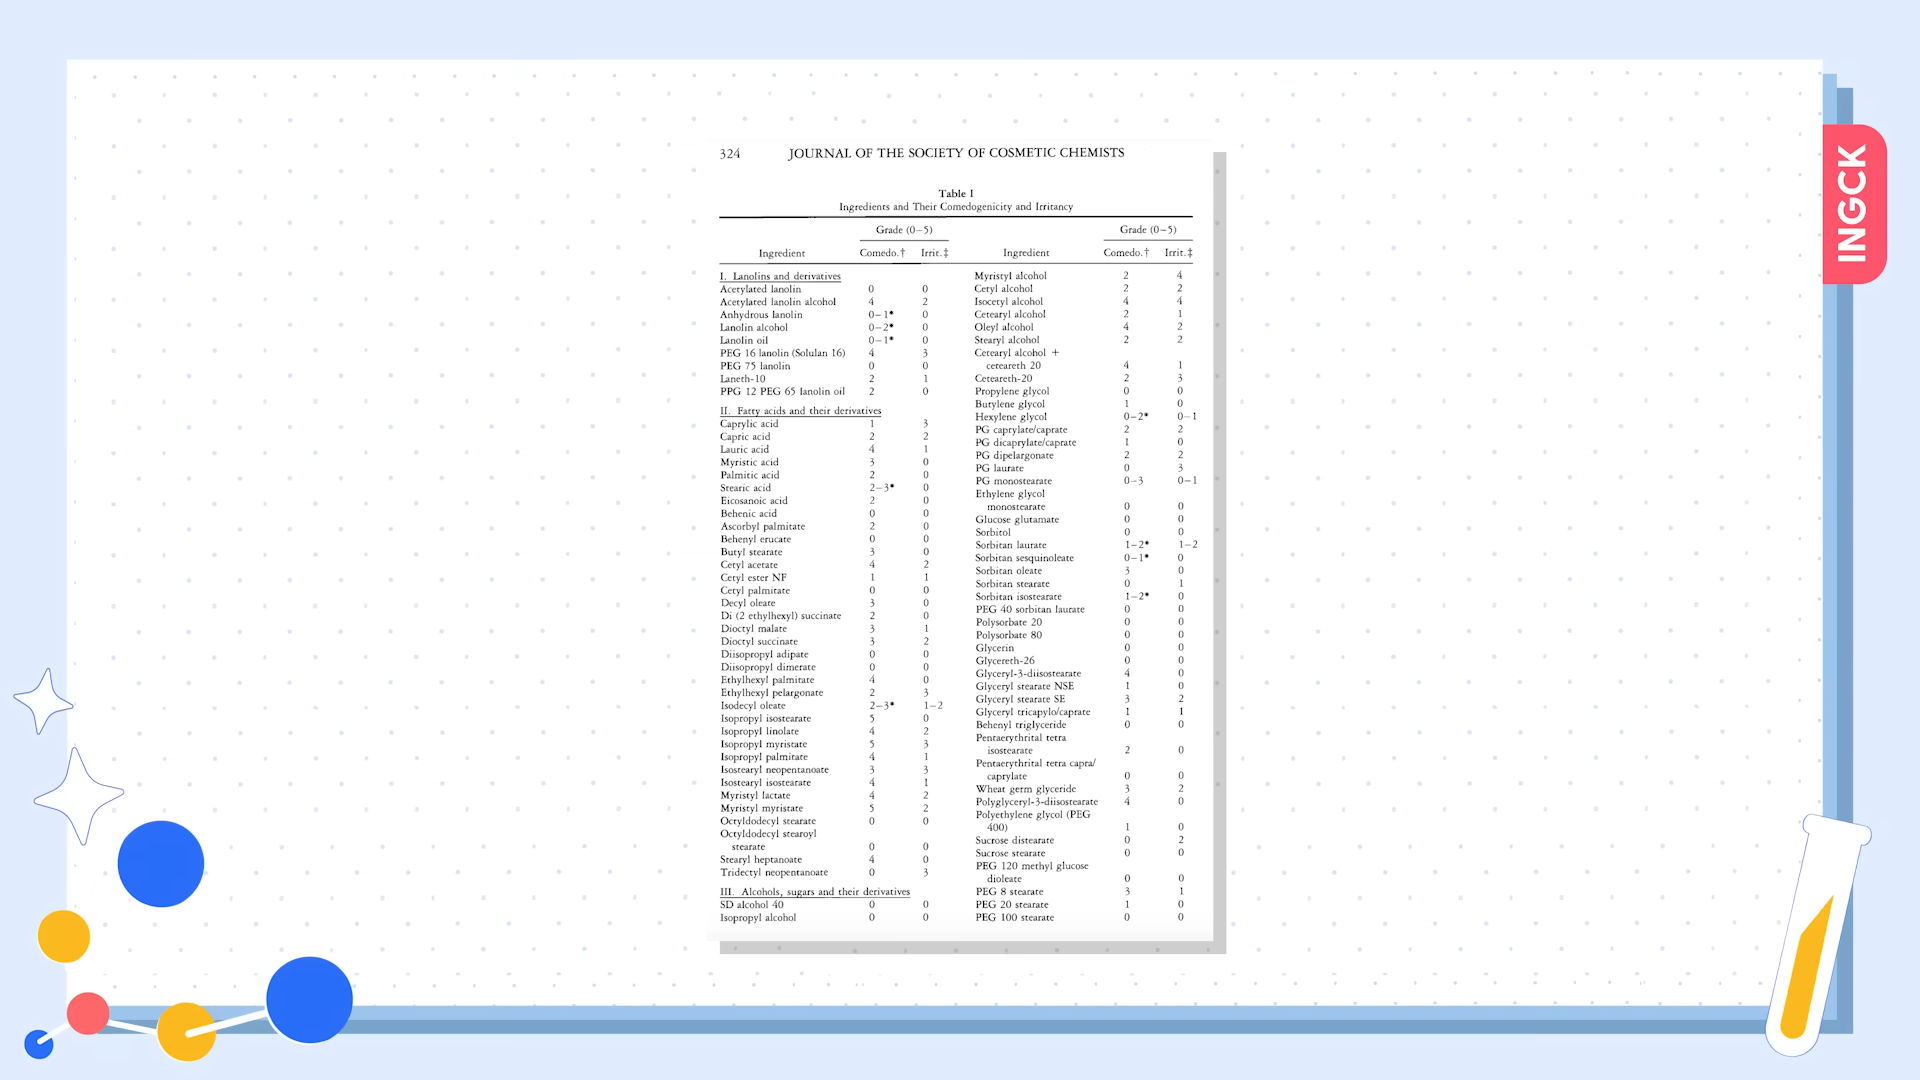 324 JOURNAL OF THE SOCIETY OF COSMETIC CHEMISTS
Table I
Ingredients and Their Comedogenicity and Irritancy
Grade (0–5)
Ingredient Comedo.† Irrit.‡
I. Lanolins and derivatives
Acetylated lanolin 0 0
Acetylated lanolin alcohol 4 2
Anhydrous lanolin 0–1* 0
Lanolin alcohol 0–2* 0
Lanolin oil 0–1* 0
PEG 16 lanolin (Solulan 16) 4 3
PEG 75 lanolin 0 0
Laneth-10 2 1
PPG 12 PEG 65 lanolin oil 2 0
II. Fatty acids and their derivatives
Caprylic acid 1 3
Capric acid 2 2
Lauric acid 4 1
Myristic acid 3 0
Palmitic acid 2 0
Stearic acid 2–3* 0
Eicosanoic acid 2 0
Behenic acid 0 0
Ascorbyl palmitate 2 0
Behenyl erucate 0 0
Butyl stearate 3 0
Cetyl acetate 4 2
Cetyl ester NF 1 1
Cetyl palmitate 0 0
Decyl oleate 3 0
Di (2 ethylhexyl) succinate 2 0
Dioctyl malate 3 1
Dioctyl succinate 3 2
Diisopropyl adipate 0 0
Diisopropyl dimerate 0 0
Ethylhexyl palmitate 4 0
Ethylhexyl pelargonate 2 3
Isodecyl oleate 2–3* 1–2
Isopropyl isostearate 5 0
Isopropyl linolate 4 2
Isopropyl myristate 5 3
Isopropyl palmitate 4 1
Isostearyl neopentanoate 3 3
Isostearyl isostearate 4 1
Myristyl lactate 4 2
Myristyl myristate 5 2
Octyldodecyl stearate 0 0
Octyldodecyl stearoyl
stearate 0 0
Stearyl heptanoate 4 0
Tridectyl neopentanoate 0 3
III. Alcohols, sugars and their derivatives
SD alcohol 40 0 0
Isopropyl alcohol 0 0
Grade (0–5)
Ingredient Comedo.† Irrit.‡
Myristyl alcohol 2 4
Cetyl alcohol 2 2
Isocetyl alcohol 4 4
Cetearyl alcohol 2 1
Oleyl alcohol 4 2
Stearyl alcohol 2 2
Cetearyl alcohol +
ceteareth 20 4 1
Ceteareth-20 2 3
Propylene glycol 0 0
Butylene glycol 1 0
Hexylene glycol 0–2* 0–1
PG caprylate/caprate 2 2
PG dicaprylate/caprate 1 0
PG dipelargonate 2 2
PG laurate 0 3
PG monostearate 0–3 0–1
Ethylene glycol
monostearate 0 0
Glucose glutamate 0 0
Sorbitol 0 0
Sorbitan laurate 1–2* 1–2
Sorbitan sesquinoleate 0–1* 0
Sorbitan oleate 3 0
Sorbitan stearate 0 1
Sorbitan isostearate 1–2* 0
PEG 40 sorbitan laurate 0 0
Polysorbate 20 0 0
Polysorbate 80 0 0
Glycerin 0 0
Glycereth-26 0 0
Glyceryl-3-diisostearate 4 0
Glyceryl stearate NSE 1 0
Glyceryl stearate SE 3 2
Glyceryl tricapylo/caprate 1 1
Behenyl triglyceride 0 0
Pentaerythrital tetra
isostearate 2 0
Pentaerythrital tetra capra/
caprylate 0 0
Wheat germ glyceride 3 2
Polyglyceryl-3-diisostearate 4 0
Polyethylene glycol (PEG
400) 1 0
Sucrose distearate 0 2
Sucrose stearate 0 0
PEG 120 methyl glucose
dioleate 0 0
PEG 8 stearate 3 1
PEG 20 stearate 1 0
PEG 100 stearate 0 0
INGCK